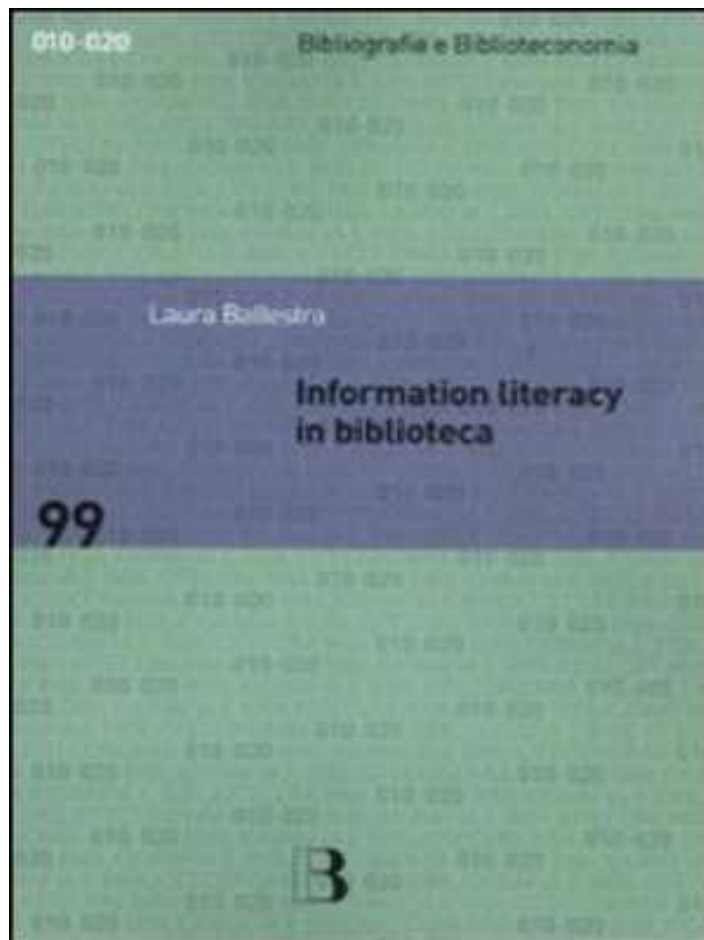 010-020
Bibliografia e Biblioteconomia
Laura Ballestra
Information literacy
in biblioteca
99
B